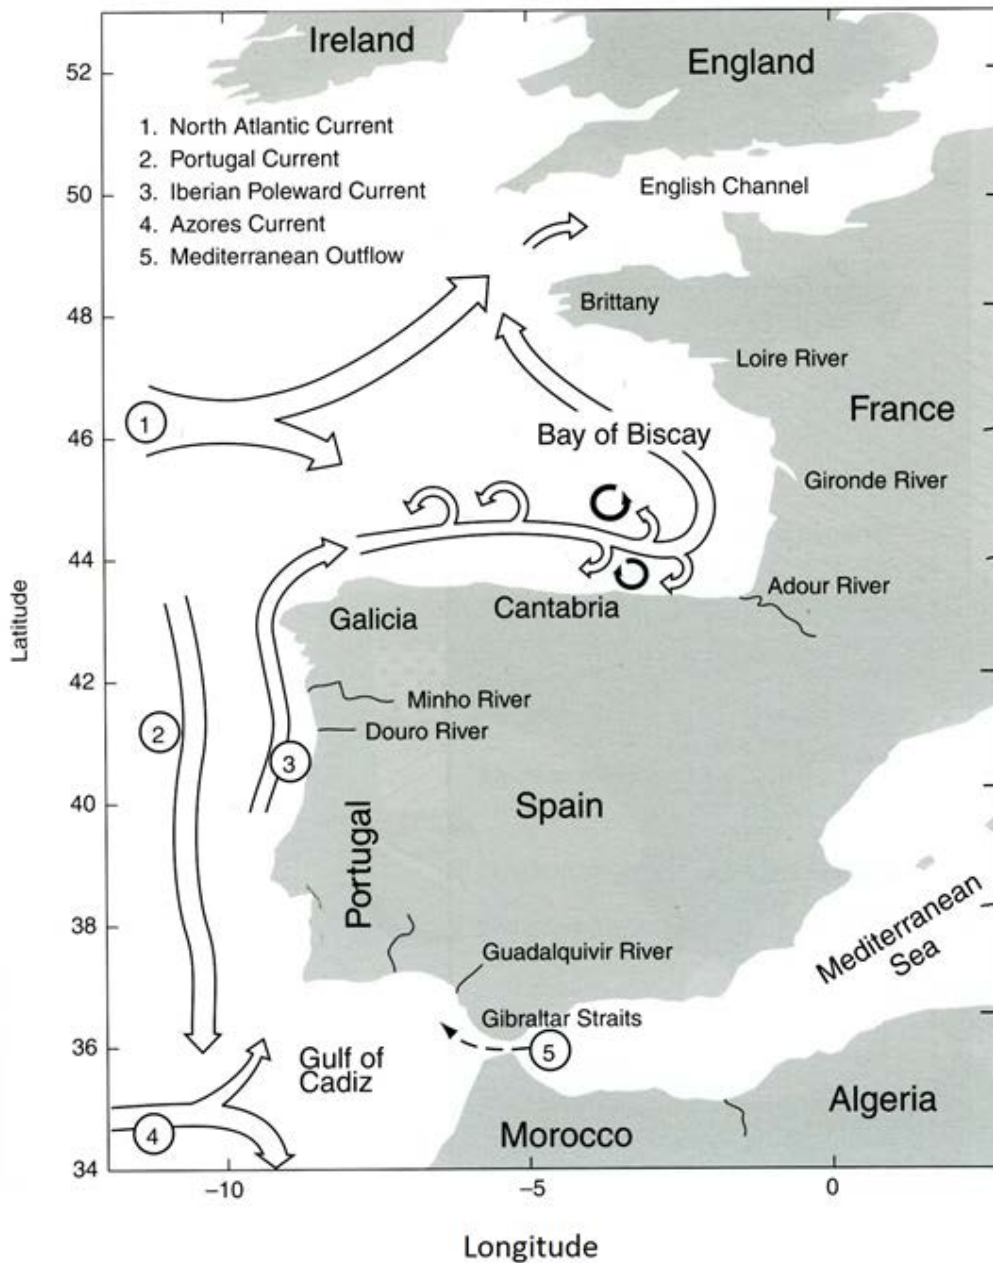 Ireland
England
52
1. North Atlantic Current
2. Portugal Current
3. Iberian Poleward Current
4. Azores Current
5. Mediterranean Outflow
English Channel
50
Brittany
48
Loire River
France
1
Bay of Biscay
46
Gironde River
44
Adour River
Galicia
Cantabria
Latitude
42
Minho River
2
Douro River
3
40
Spain
Portugal
38
Mediterranean
Sea
Guadalquivir River
Gibraltar Straits
36
5
Gulf of
Cadiz
Algeria
4
Morocco
34
-10
-5
0
Longitude